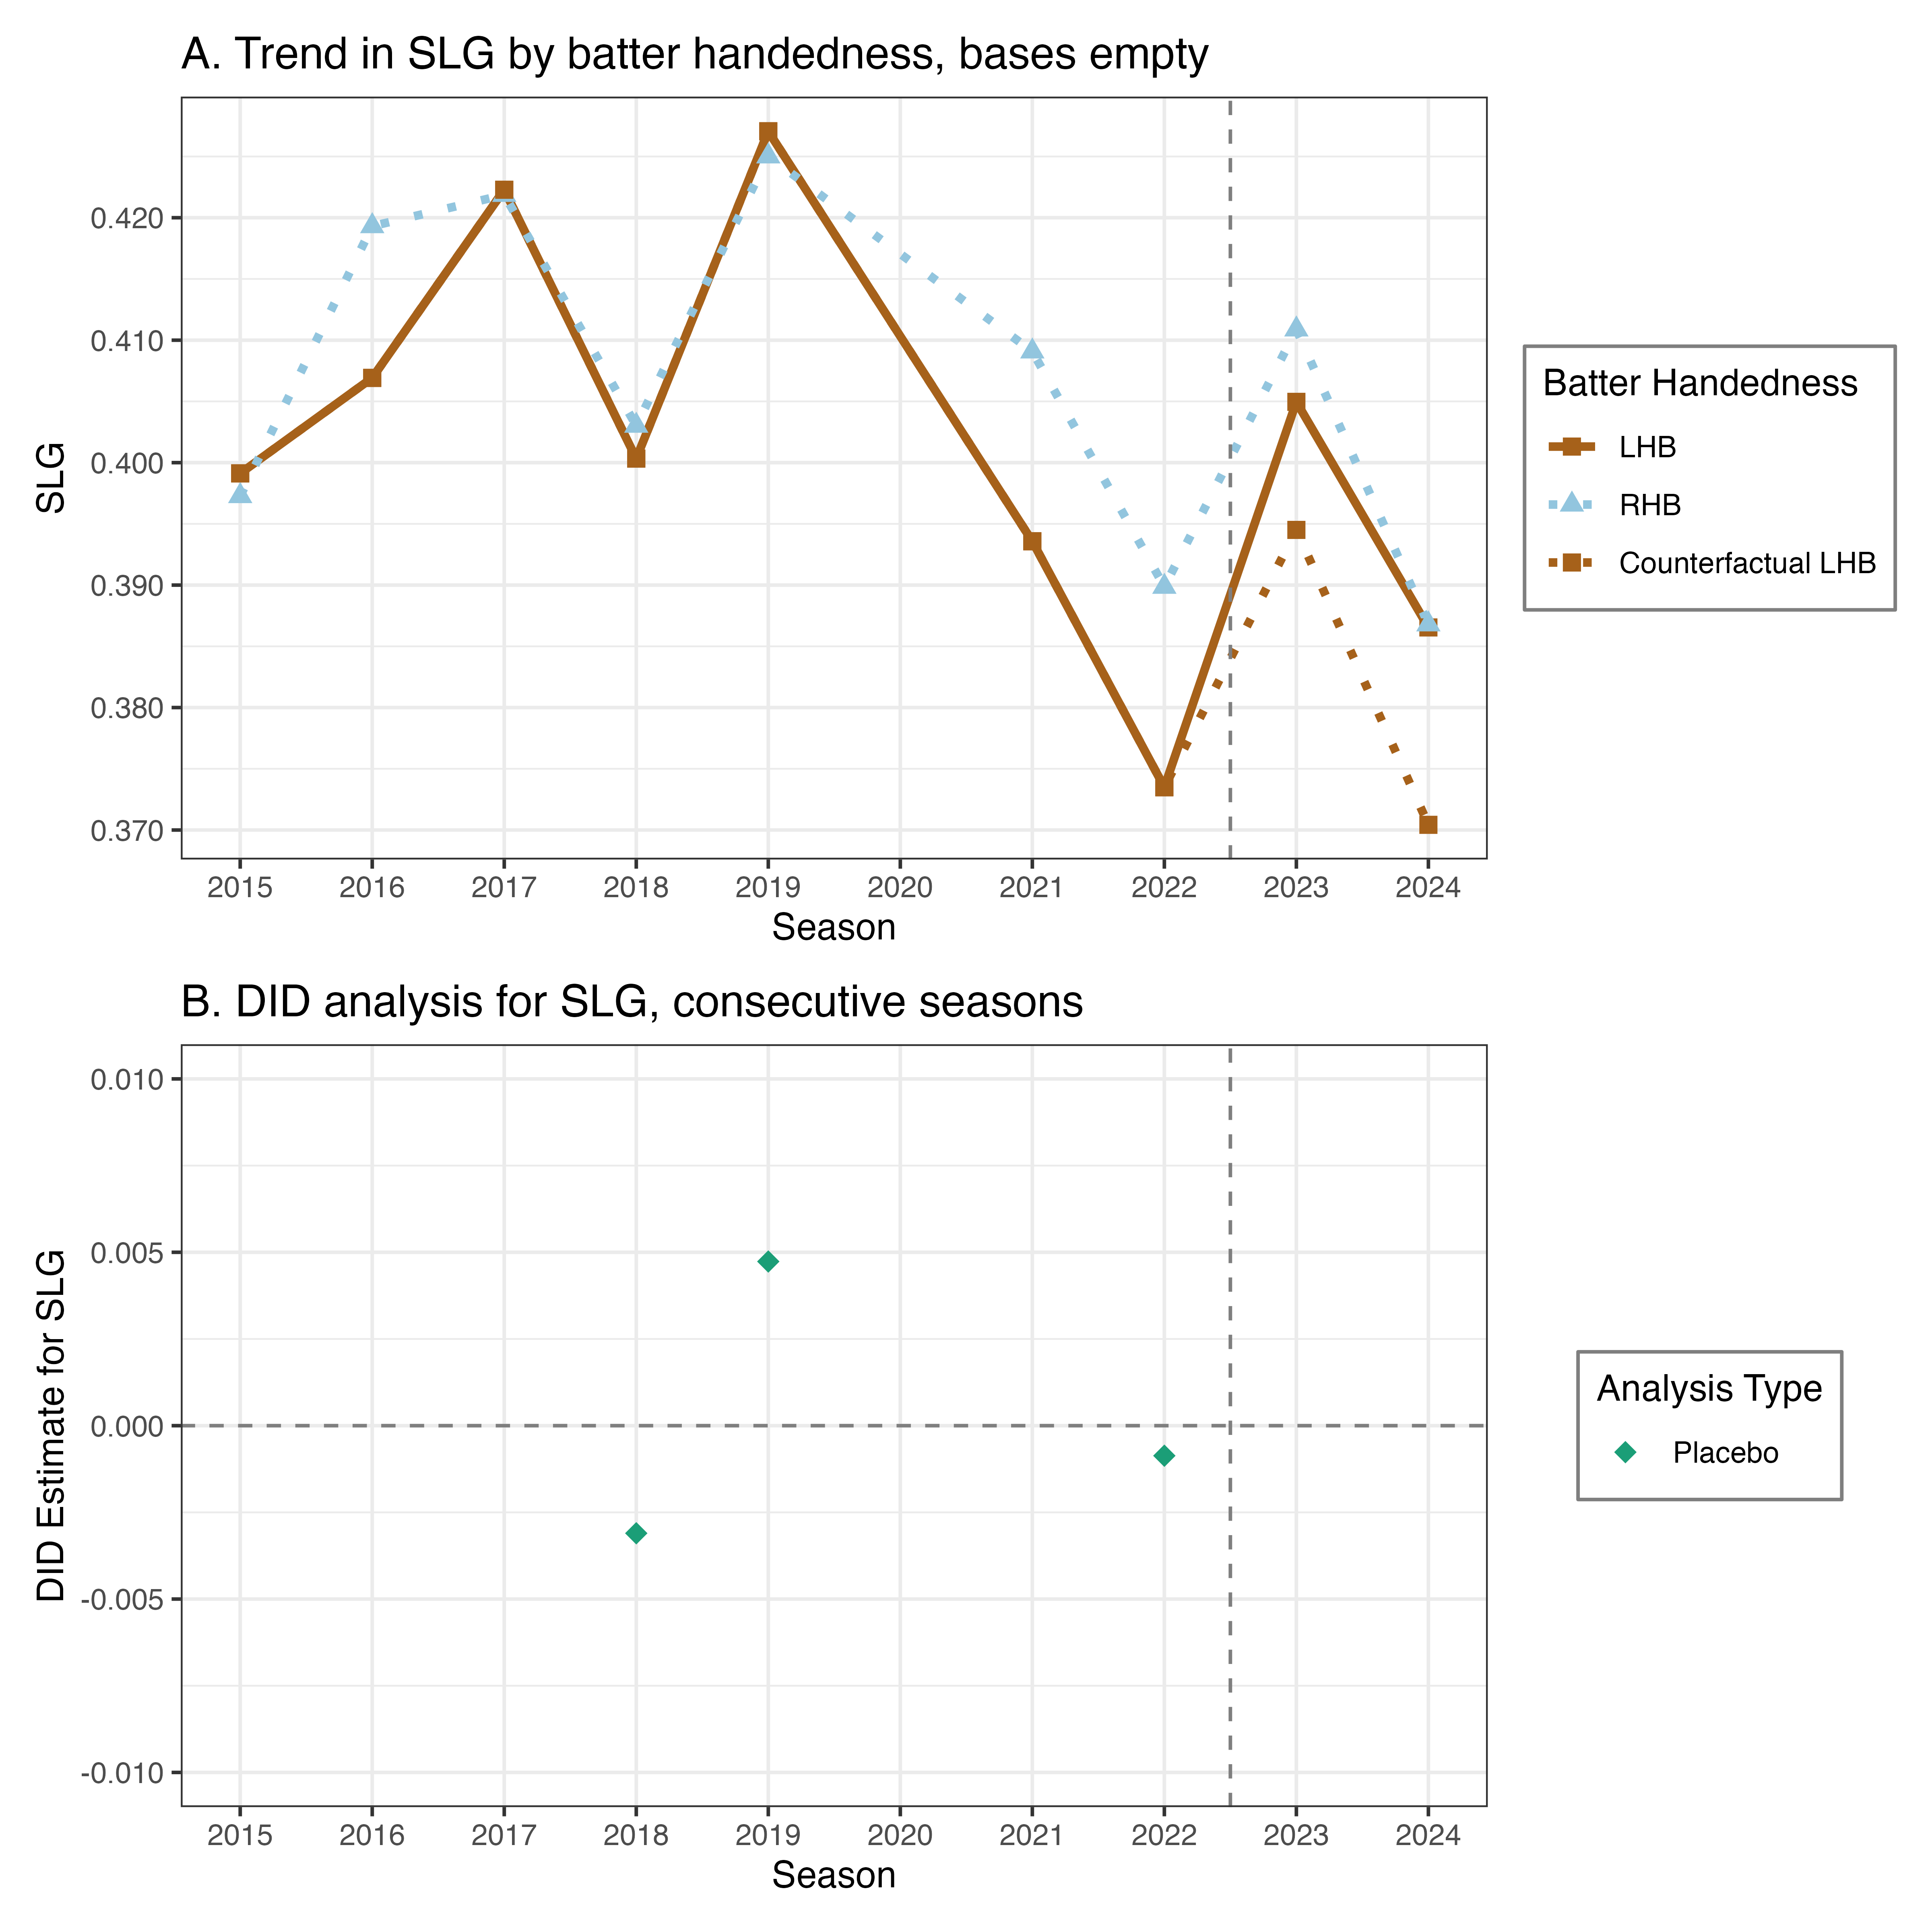 A. Trend in SLG by batter handedness, bases empty
SLG
0.420
0.410
0.400
0.390
0.380
0.370
2015 2016 2017 2018 2019 2020 2021 2022 2023 2024
Season
Batter Handedness
LHB
RHB
Counterfactual LHB
B. DID analysis for SLG, consecutive seasons
DID Estimate for SLG
0.010
0.005
0.000
-0.005
-0.010
2015 2016 2017 2018 2019 2020 2021 2022 2023 2024
Season
Analysis Type
Placebo